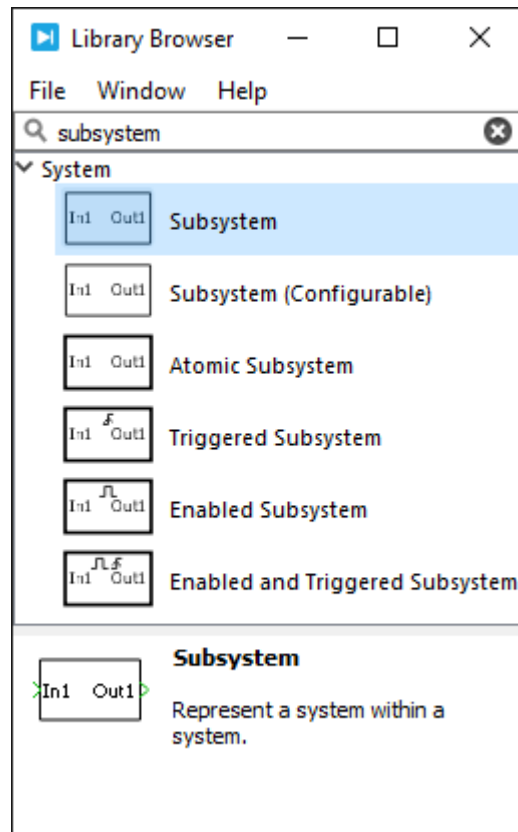 Library Browser
File Window Help
subsystem
System
In1 Out1 Subsystem
In1 Out1 Subsystem (Configurable)
In1 Out1 Atomic Subsystem
In1 Out1 Triggered Subsystem
In1 Out1 Enabled Subsystem
In1 Out1 Enabled and Triggered Subsystem
Subsystem
In1 Out1
Represent a system within a
system.